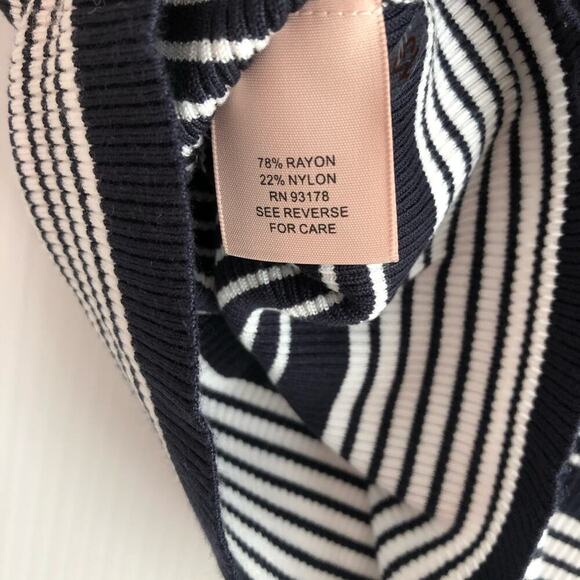 78% RAYON
22% NYLON
RN 93178
SEE REVERSE
FOR CARE